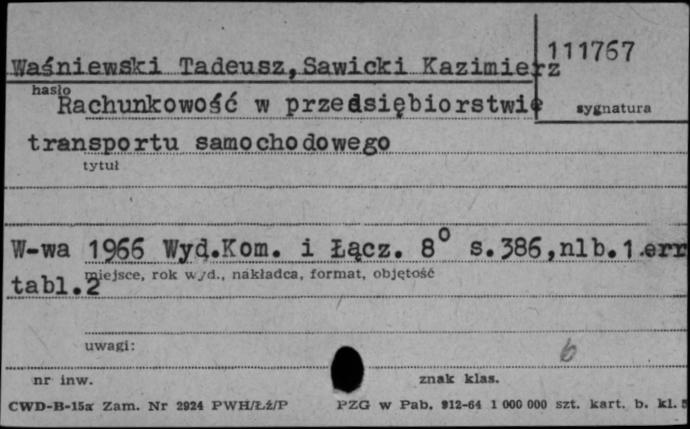 111767
Waśniewski Tadeusz, Sawicki Kazimierz
hasło
Rachunkowość w przedsiębiorstwie
sygnatura
transportu samochodowego
tytuł
W-wa 1966 Wyd.Kom. i Łącz. 8° s.386,nlb.1.err
miejsce, rok wyd., nakładca, format, objętość
tabl.2
uwagi:
6
nr inw.
znak klas.
CWD-B-15a Zam. Nr 2924 PWH/Łź/P PZG w Pab. 912-64 1 000 000 szt. kart. b. kl.